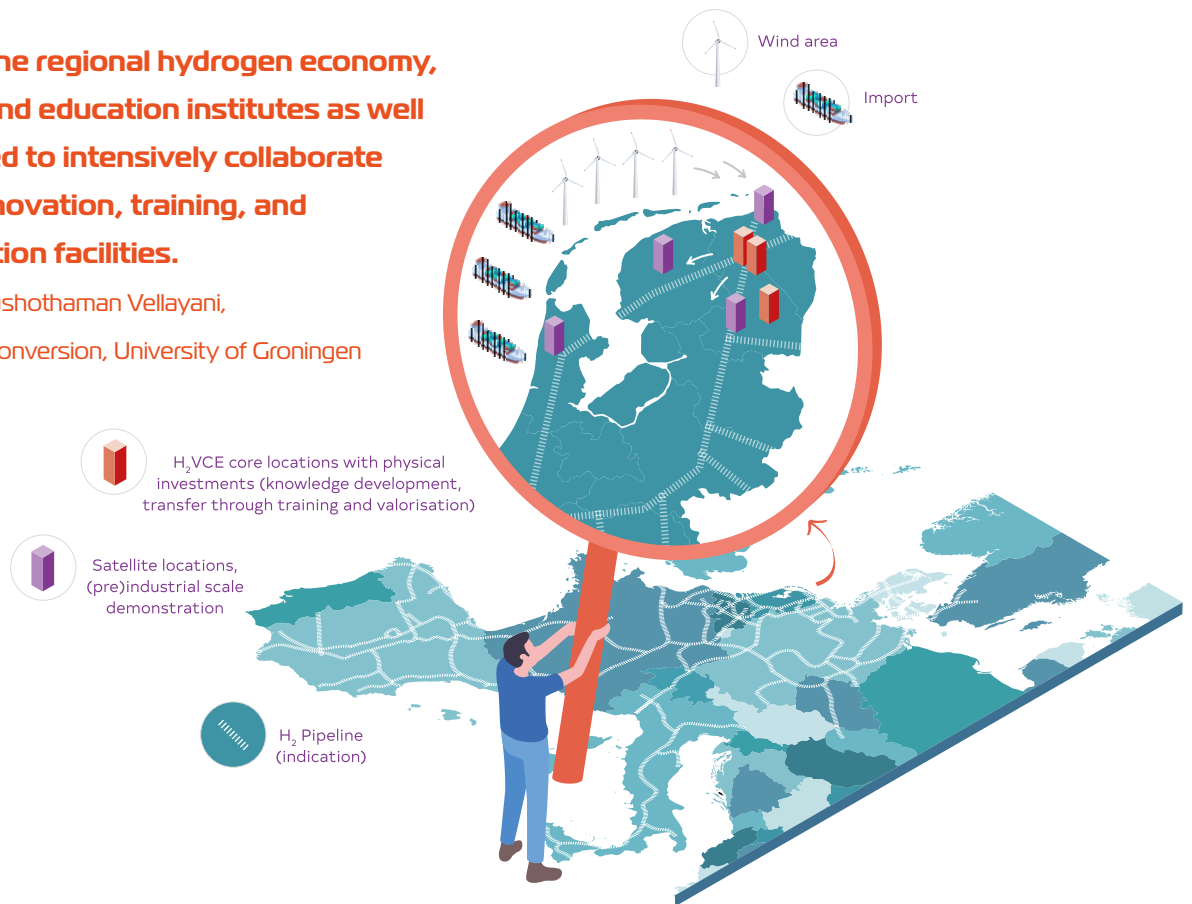 ne regional hydrogen economy,
nd education institutes as well
ed to intensively collaborate
novation, training, and
tion facilities.
ushothaman Vellayani,
onversion, University of Groningen
Wind area
Import
H₂VCE core locations with physical
investments (knowledge development,
transfer through training and valorisation)
Satellite locations,
(pre)industrial scale
demonstration
H₂ Pipeline
(indication)